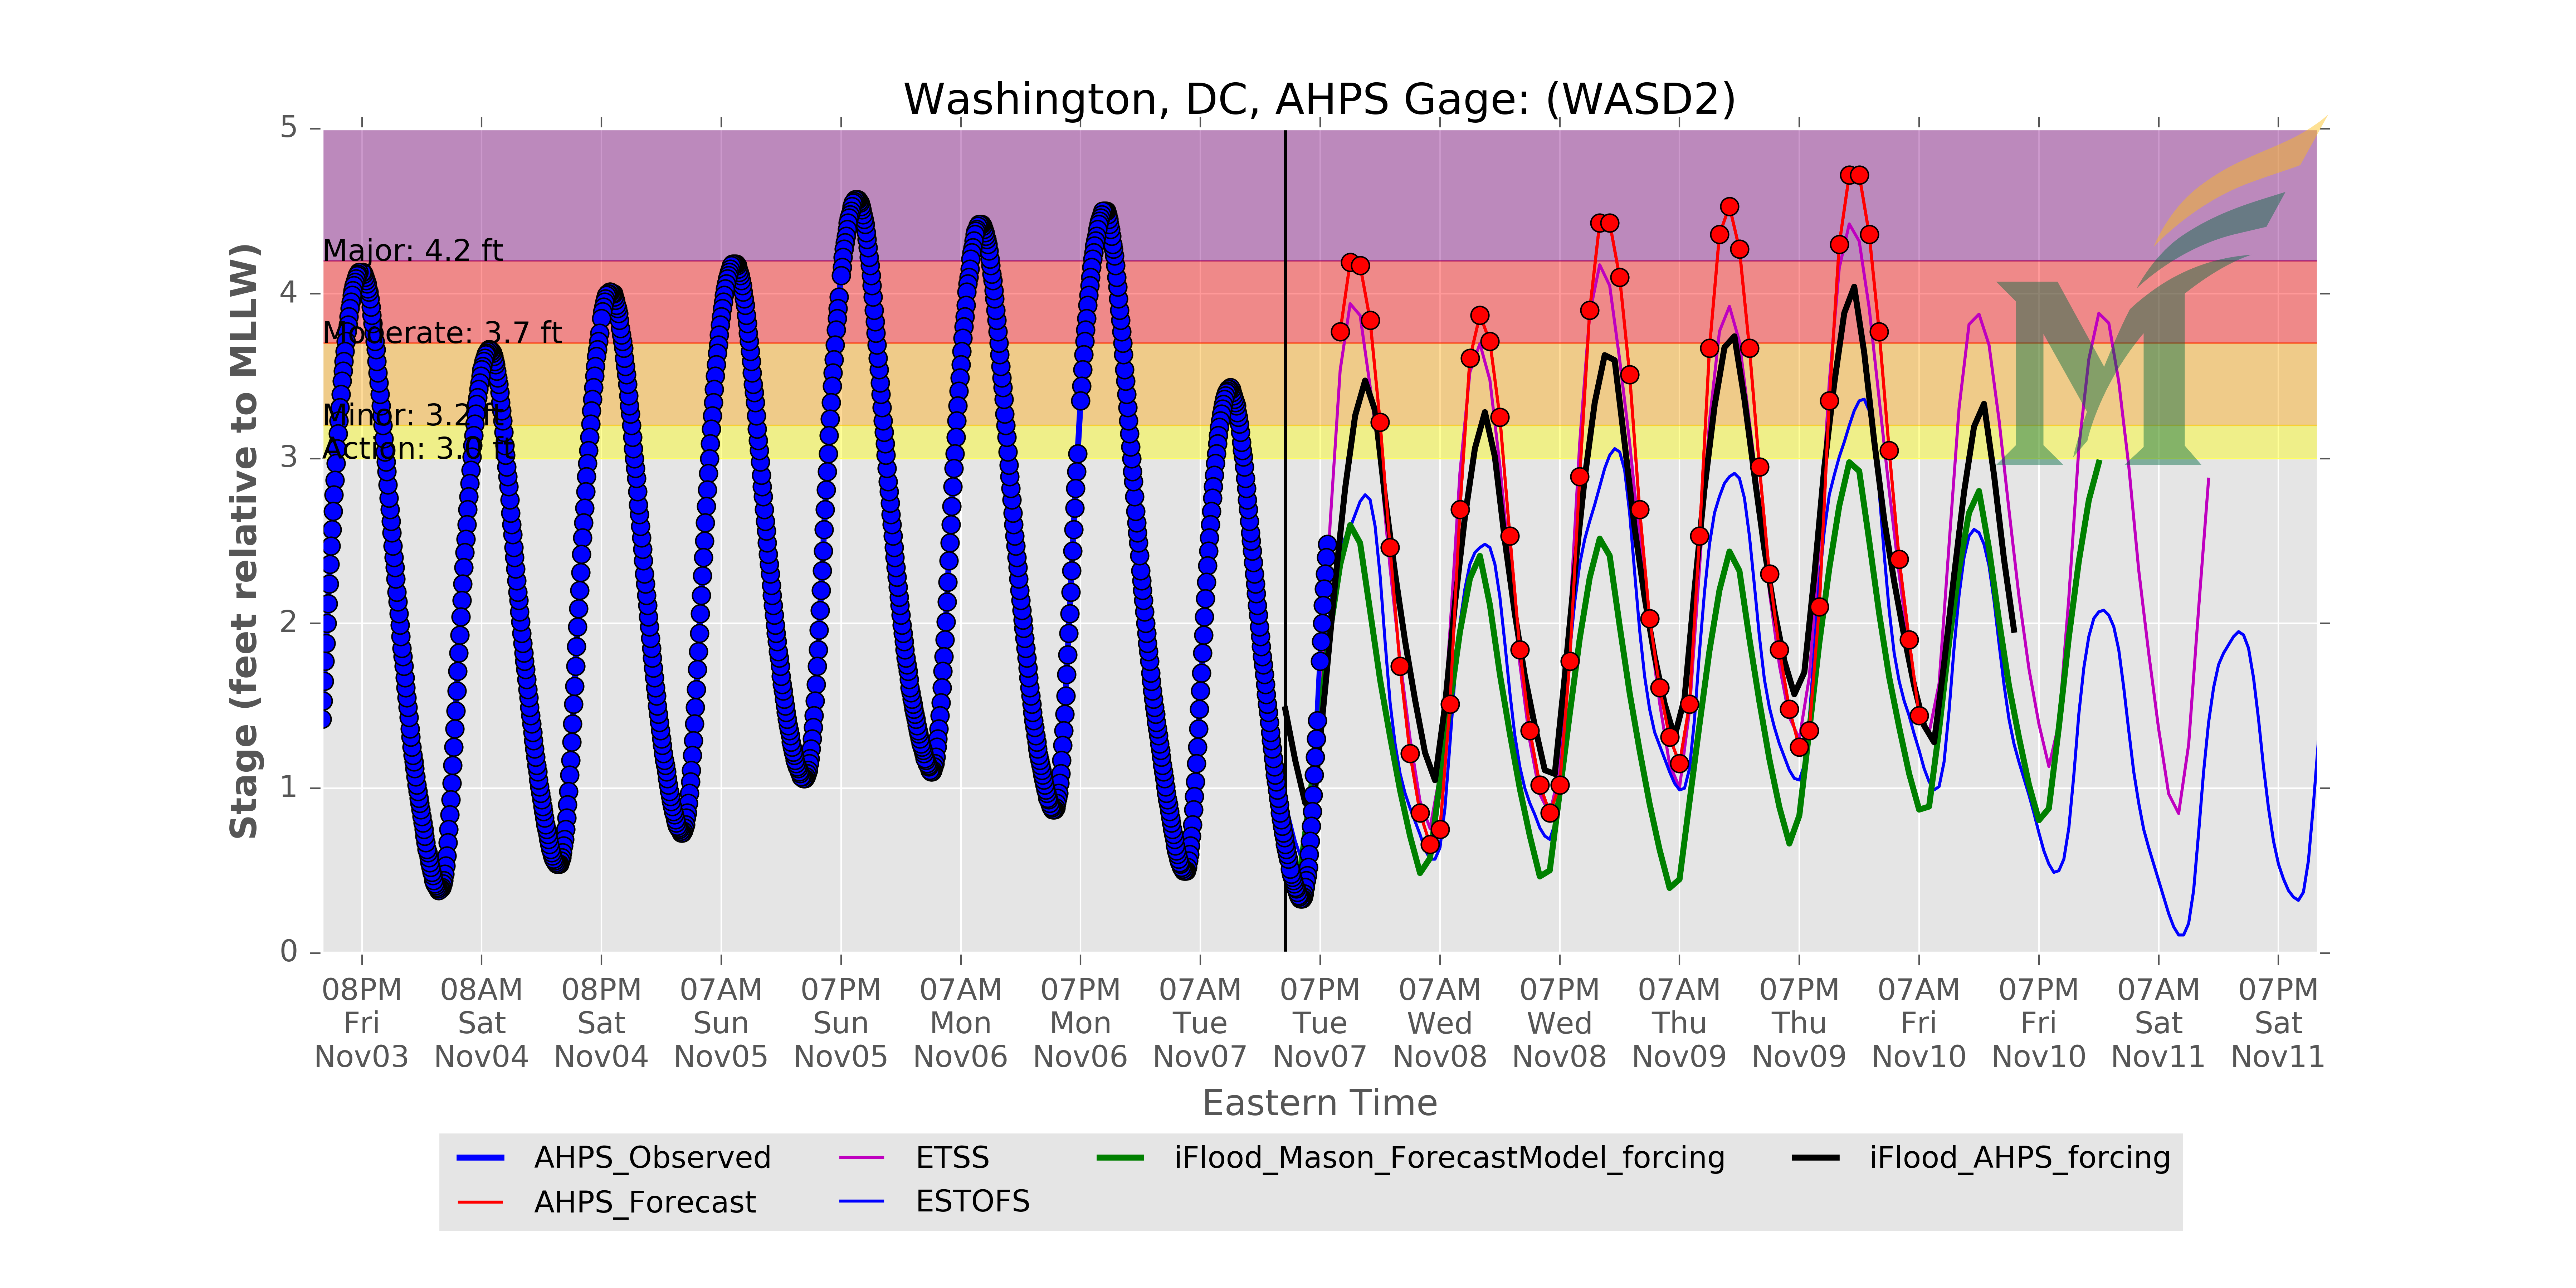 Washington, DC, AHPS Gage: (WASD2)
Stage (feet relative to MLLW)
5
4
3
2
1
0
Major: 4.2 ft
Moderate: 3.7 ft
Minor: 3.2 ft
Action: 3.0 ft
08PM 08AM 08PM 07AM 07PM 07AM 07PM 07AM 07PM 07AM 07PM 07AM 07PM 07AM 07PM 07AM 07PM
Fri Sat Sat Sun Sun Mon Mon Tue Tue Wed Wed Thu Thu Fri Fri Sat Sat
Nov03 Nov04 Nov04 Nov05 Nov05 Nov06 Nov06 Nov07 Nov07 Nov08 Nov08 Nov09 Nov09 Nov10 Nov10 Nov11 Nov11
Eastern Time
AHPS_Observed ETSS iFlood_Mason_ForecastModel_forcing iFlood_AHPS_forcing
AHPS_Forecast ESTOFS
M